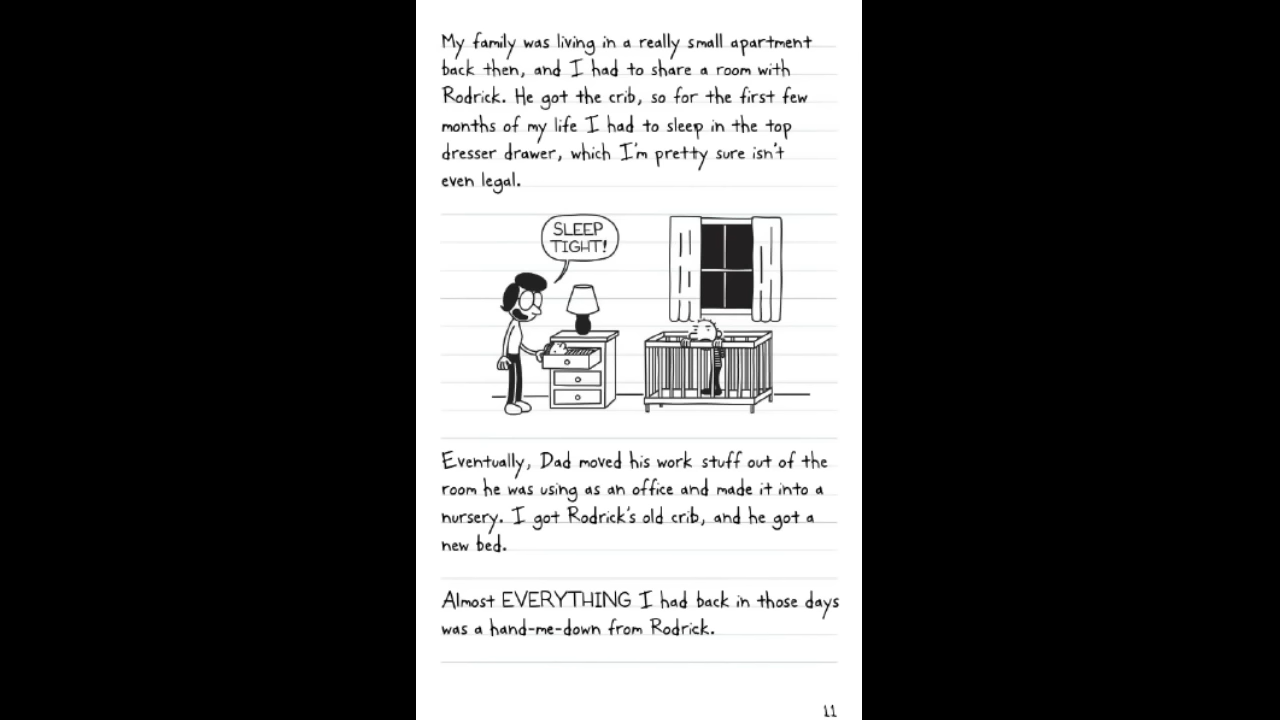 My family was living in a really small apartment
back then, and I had to share a room with
Rodrick. He got the crib, so for the first few
months of my life I had to sleep in the top
dresser drawer, which I'm pretty sure isn't
even legal.
SLEEP
TIGHT!
Eventually, Dad moved his work stuff out of the
room he was using as an office and made it into a
nursery. I got Rodrick's old crib, and he got a
new bed.
Almost EVERYTHING I had back in those days
was a hand-me-down from Rodrick.
11